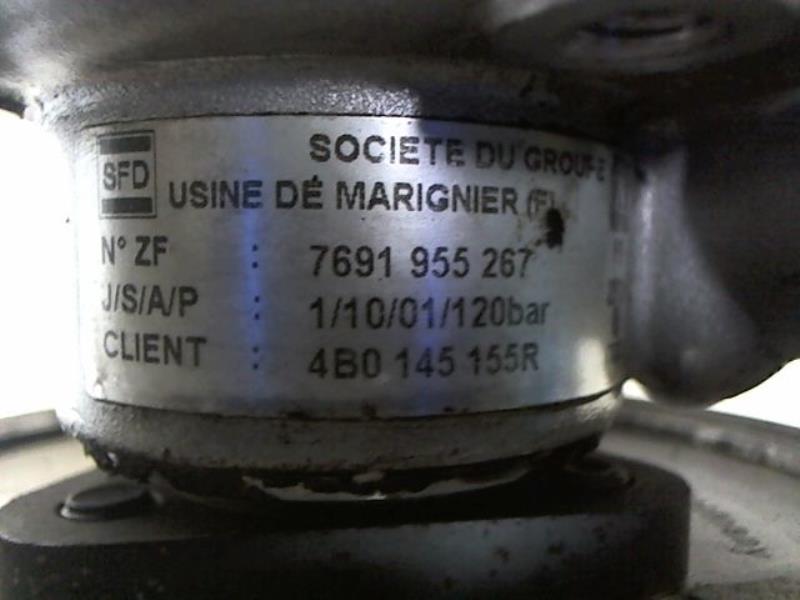 SFD
SOCIETE DU GROUPE
USINE DE MARIGNIER (F)
N° ZF : 7691 955 267
J/S/A/P : 1/10/01/120bar
CLIENT : 4B0 145 155R